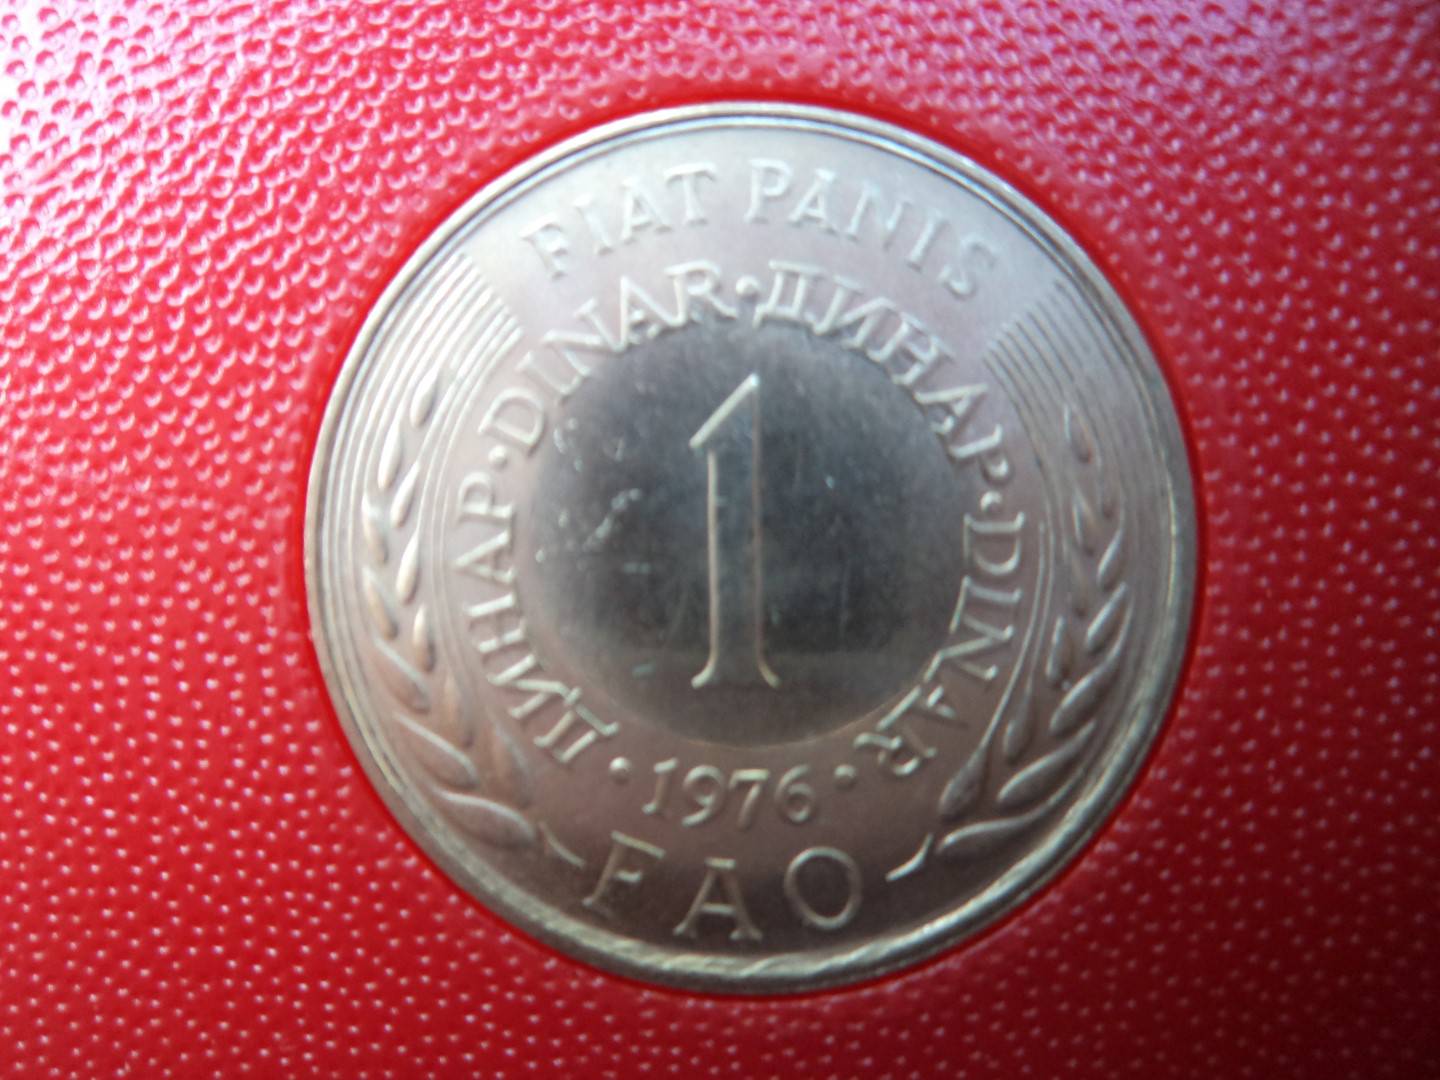 FIAT PANIS
ДИНАР·DINAR·ДИНАР·DINAR
1
·1976·
FAO